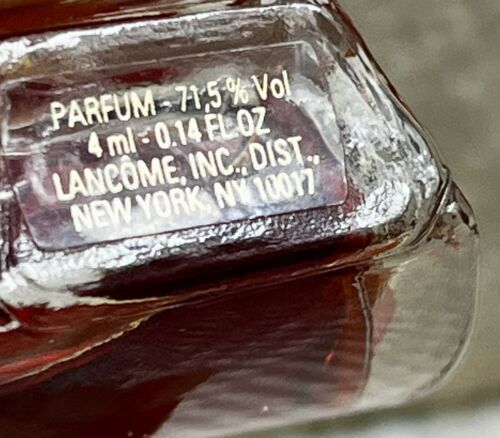 PARFUM - 71,5 % Vol
4 ml - 0.14 FL.OZ
LANCÔME, INC., DIST.,
NEW YORK, NY 10017